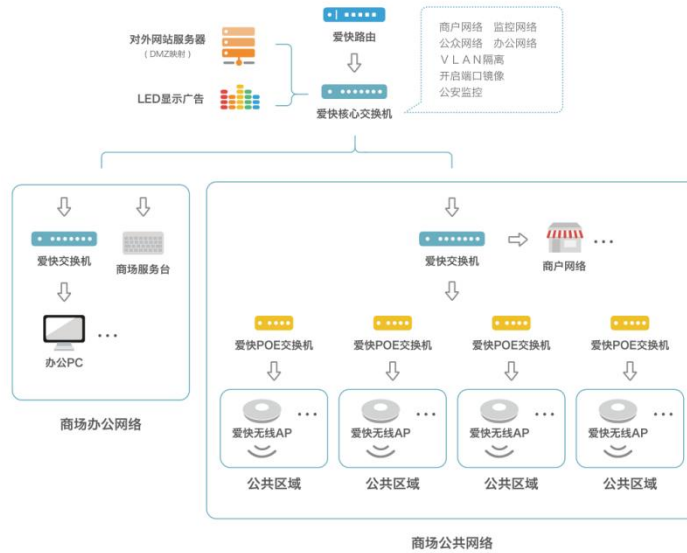 爱快路由
对外网站服务器
（DMZ映射）
LED显示广告
爱快核心交换机
商户网络 监控网络
公众网络 办公网络
VLAN隔离
开启端口镜像
公安监控
爱快交换机
商场服务台
办公PC
...
商场办公网络
爱快交换机
商户网络
...
爱快POE交换机 爱快POE交换机 爱快POE交换机 爱快POE交换机
... ... ... ...
爱快无线AP 爱快无线AP 爱快无线AP 爱快无线AP
公共区域 公共区域 公共区域 公共区域
商场公共网络